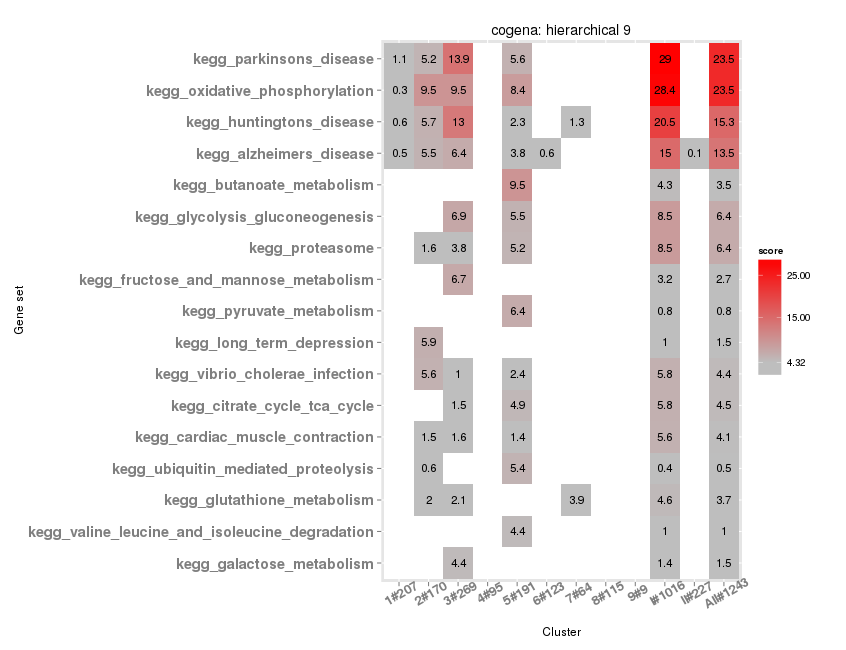 cogena: hierarchical 9
kegg_parkinsons_disease 1.1 5.2 13.9 5.6 29 23.5
kegg_oxidative_phosphorylation 0.3 9.5 9.5 8.4 28.4 23.5
kegg_huntingtons_disease 0.6 5.7 13 2.3 1.3 20.5 15.3
kegg_alzheimers_disease 0.5 5.5 6.4 3.8 0.6 15 0.1 13.5
kegg_butanoate_metabolism 9.5 4.3 3.5
kegg_glycolysis_gluconeogenesis 6.9 5.5 8.5 6.4
kegg_proteasome 1.6 3.8 5.2 8.5 6.4
kegg_fructose_and_mannose_metabolism 6.7 3.2 2.7
kegg_pyruvate_metabolism 6.4 0.8 0.8
kegg_long_term_depression 5.9 1 1.5
kegg_vibrio_cholerae_infection 5.6 1 2.4 5.8 4.4
kegg_citrate_cycle_tca_cycle 1.5 4.9 5.8 4.5
kegg_cardiac_muscle_contraction 1.5 1.6 1.4 5.6 4.1
kegg_ubiquitin_mediated_proteolysis 0.6 5.4 0.4 0.5
kegg_glutathione_metabolism 2 2.1 3.9 4.6 3.7
kegg_valine_leucine_and_isoleucine_degradation 4.4 1 1
kegg_galactose_metabolism 4.4 1.4 1.5
1#207 2#170 3#269 4#95 5#191 6#123 7#64 8#115 9#9 I#1016 II#227 All#1243
Cluster
Gene set
score
25.00
15.00
4.32